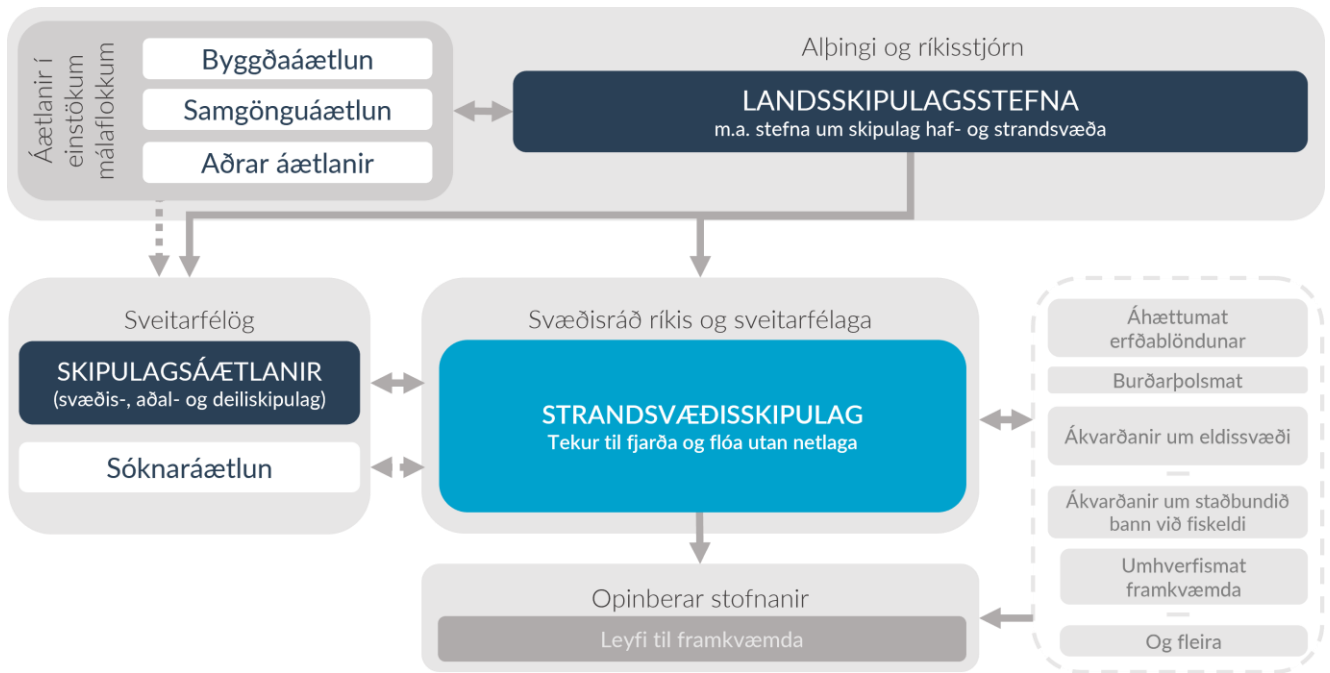 Áætlanir í
einstökum
málaflokkum
Byggðaáætlun
Samgönguáætlun
Aðrar áætlanir
Alþingi og ríkisstjórn
LANDSSKIPULAGSSTEFNA
m.a. stefna um skipulag haf- og strandsvæða
Sveitarfélög
SKIPULAGSÁÆTLANIR
(svæðis-, aðal- og deiliskipulag)
Sóknaráætlun
Svæðisráð ríkis og sveitarfélaga
STRANDSVÆÐISSKIPULAG
Tekur til fjarða og flóa utan netlaga
Opinberar stofnanir
Leyfi til framkvæmda
Áhættumat
erfðablöndunar
Burðarþolsmat
Ákvarðanir um eldissvæði
Ákvarðanir um staðbundið
bann við fiskeldi
Umhverfismat
framkvæmda
Og fleira